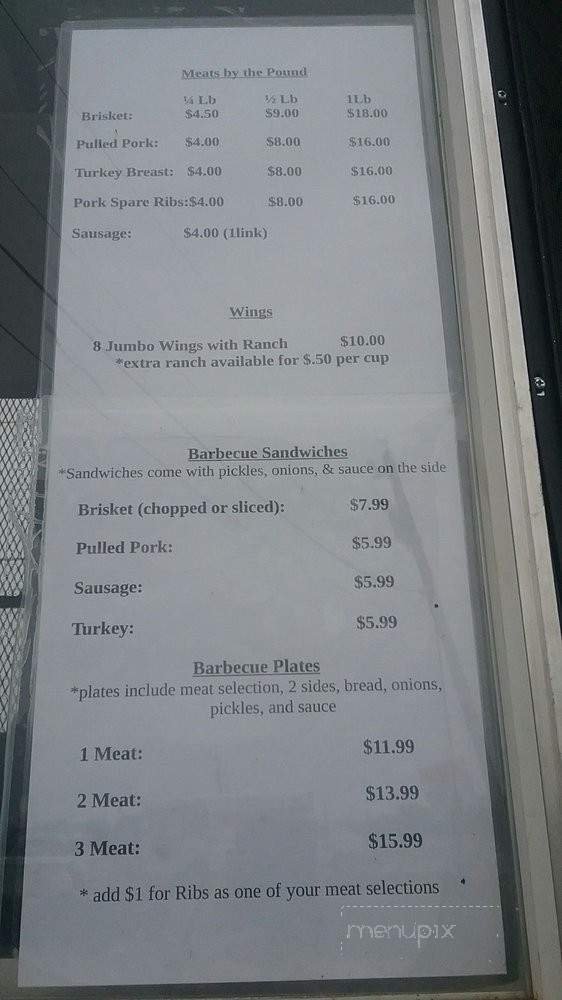 Meats by the Pound
¼ Lb ½ Lb 1Lb
Brisket: $4.50 $9.00 $18.00
Pulled Pork: $4.00 $8.00 $16.00
Turkey Breast: $4.00 $8.00 $16.00
Pork Spare Ribs:$4.00 $8.00 $16.00
Sausage: $4.00 (1link)
Wings
8 Jumbo Wings with Ranch $10.00
*extra ranch available for $.50 per cup
Barbecue Sandwiches
*Sandwiches come with pickles, onions, & sauce on the side
Brisket (chopped or sliced): $7.99
Pulled Pork: $5.99
Sausage: $5.99
Turkey: $5.99
Barbecue Plates
*plates include meat selection, 2 sides, bread, onions,
pickles, and sauce
1 Meat: $11.99
2 Meat: $13.99
3 Meat: $15.99
* add $1 for Ribs as one of your meat selections
menupix